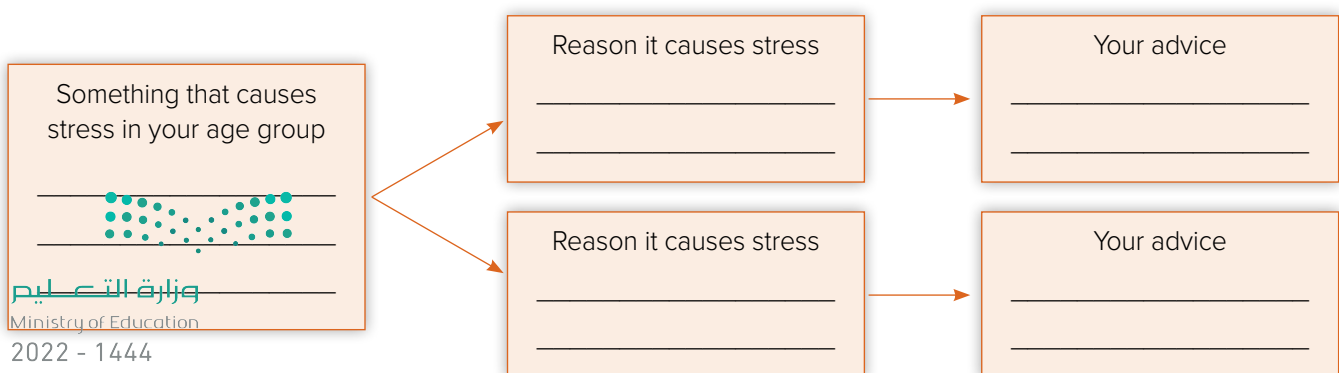 Something that causes
stress in your age group
Reason it causes stress
Your advice
Reason it causes stress
Your advice
وزارة التعليم
Ministry of Education
2022 - 1444